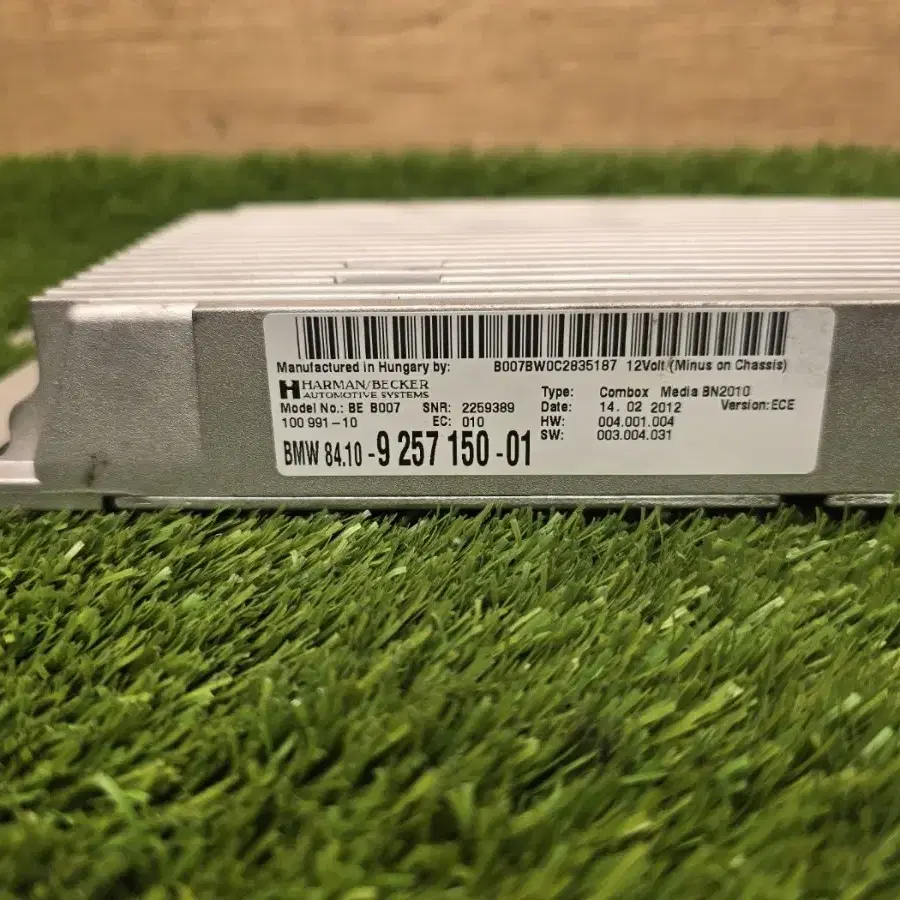 Manufactured in Hungary by: B007BW0C2835187 12Volt (Minus on Chassis)
HARMAN/BECKER
AUTOMOTIVE SYSTEMS
Type: Combox Media BN2010
Model No.: BE B007 SNR: 2259389 Date: 14. 02 2012 Version: ECE
100 991-10 EC: 010 HW: 004.001.004
SW: 003.004.031
BMW 84.10 -9 257 150 -01